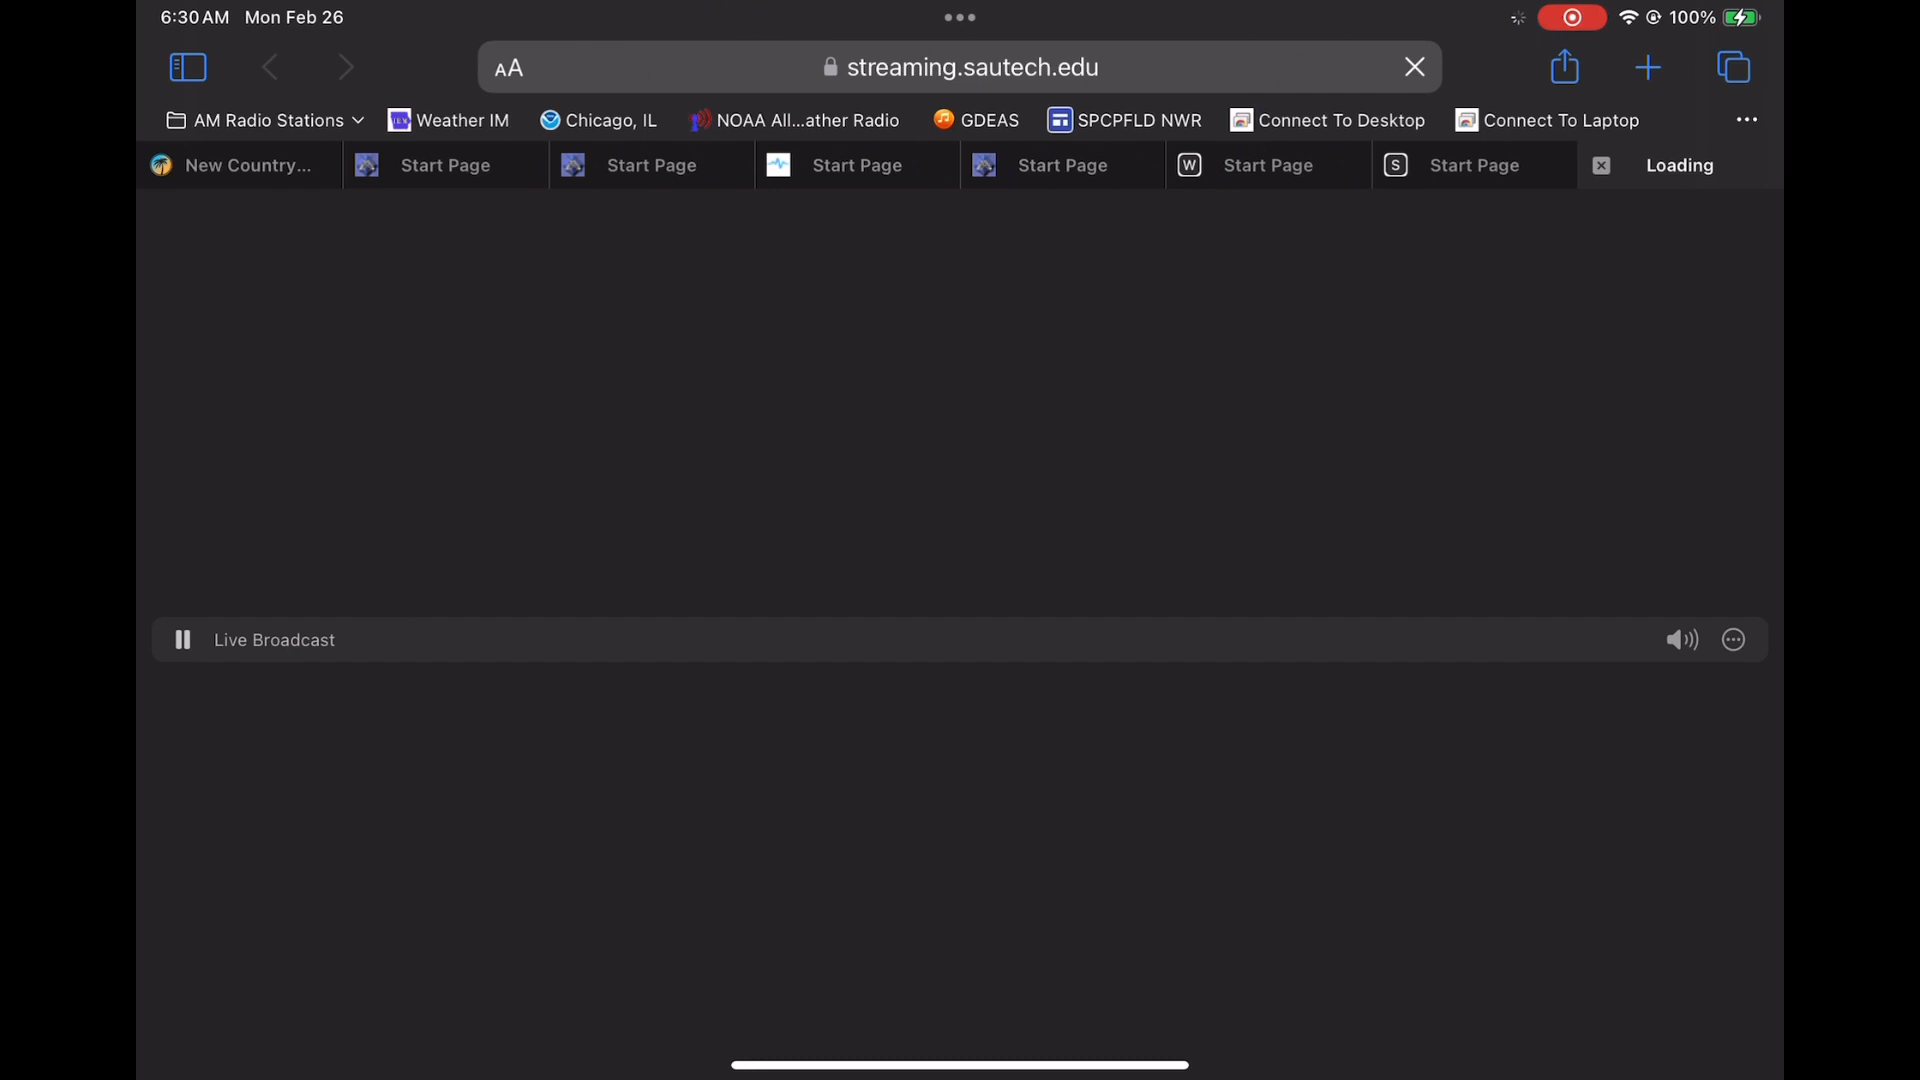 6:30 AM Mon Feb 26
100%
AA streaming.sautech.edu
AM Radio Stations Weather IM Chicago, IL NOAA All...ather Radio GDEAS SPCPFLD NWR Connect To Desktop Connect To Laptop
New Country... Start Page Start Page Start Page Start Page W Start Page S Start Page Loading
Live Broadcast